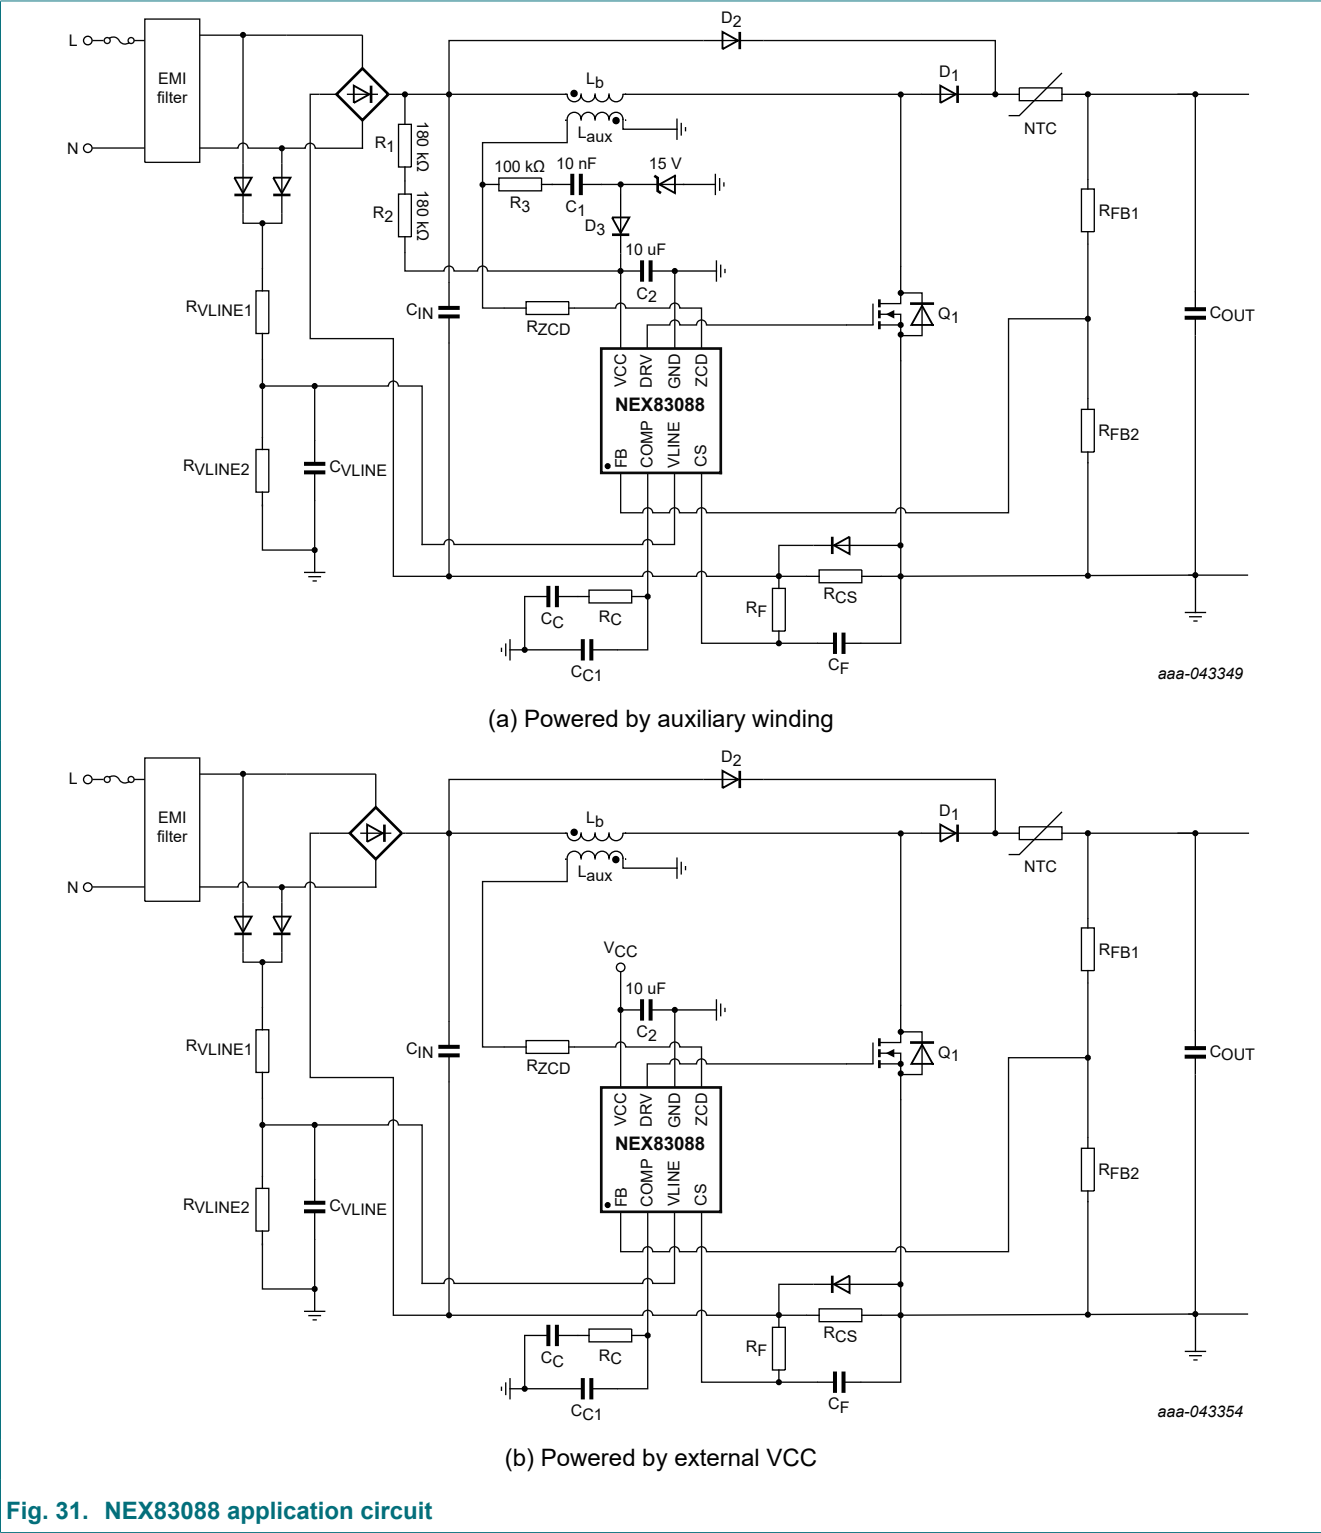 D2
L
EMI
filter
N
Lb
Laux
D1
NTC
R1
180 kΩ
R2
180 kΩ
100 kΩ
R3
10 nF
C1
15 V
D3
10 uF
C2
RFB1
RVLINE1
CIN
RZCD
Q1
COUT
VCC
DRV
GND
ZCD
NEX83088
FB
COMP
VLINE
CS
RFB2
RVLINE2
CVLINE
RCS
RF
CC
RC
CC1
CF
aaa-043349
(a) Powered by auxiliary winding
D2
L
EMI
filter
N
Lb
Laux
D1
NTC
VCC
10 uF
C2
RFB1
RVLINE1
CIN
RZCD
Q1
COUT
VCC
DRV
GND
ZCD
NEX83088
FB
COMP
VLINE
CS
RFB2
RVLINE2
CVLINE
RCS
RF
CC
RC
CC1
CF
aaa-043354
(b) Powered by external VCC
Fig. 31. NEX83088 application circuit